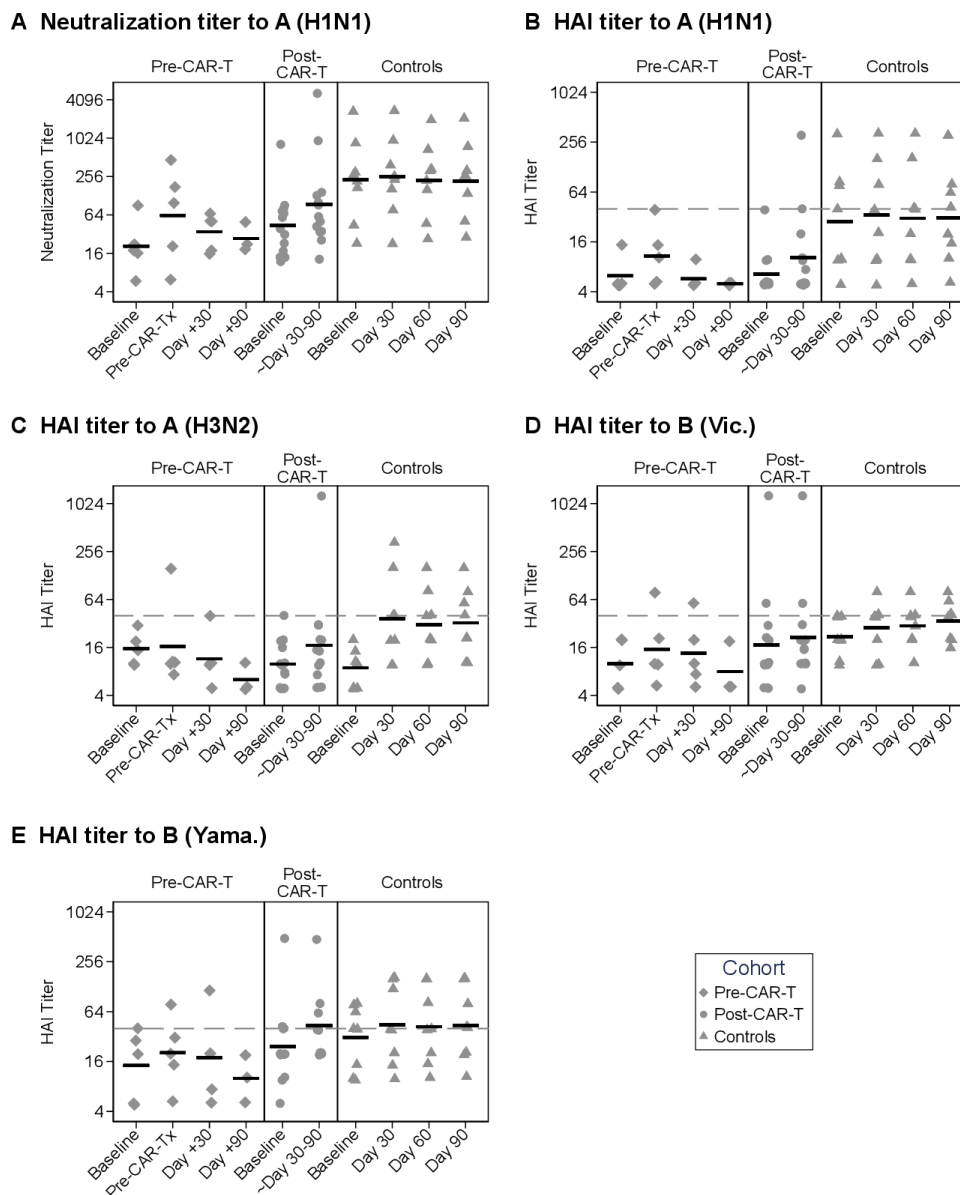 A Neutralization titer to A (H1N1)
Pre-CAR-T
Post-
CAR-T
Controls
Neutralization Titer
4096
1024
256
64
16
4
Baseline
Pre-CAR-Tx
Day +30
Day +90
Baseline
~Day 30-90
Baseline
Day 30
Day 60
Day 90
B HAI titer to A (H1N1)
Pre-CAR-T
Post-
CAR-T
Controls
HAI Titer
1024
256
64
16
4
Baseline
Pre-CAR-Tx
Day +30
Day +90
Baseline
~Day 30-90
Baseline
Day 30
Day 60
Day 90
C HAI titer to A (H3N2)
Pre-CAR-T
Post-
CAR-T
Controls
HAI Titer
1024
256
64
16
4
Baseline
Pre-CAR-Tx
Day +30
Day +90
Baseline
~Day 30-90
Baseline
Day 30
Day 60
Day 90
D HAI titer to B (Vic.)
Pre-CAR-T
Post-
CAR-T
Controls
HAI Titer
1024
256
64
16
4
Baseline
Pre-CAR-Tx
Day +30
Day +90
Baseline
~Day 30-90
Baseline
Day 30
Day 60
Day 90
E HAI titer to B (Yama.)
Pre-CAR-T
Post-
CAR-T
Controls
HAI Titer
1024
256
64
16
4
Baseline
Pre-CAR-Tx
Day +30
Day +90
Baseline
~Day 30-90
Baseline
Day 30
Day 60
Day 90
Cohort
Pre-CAR-T
Post-CAR-T
Controls